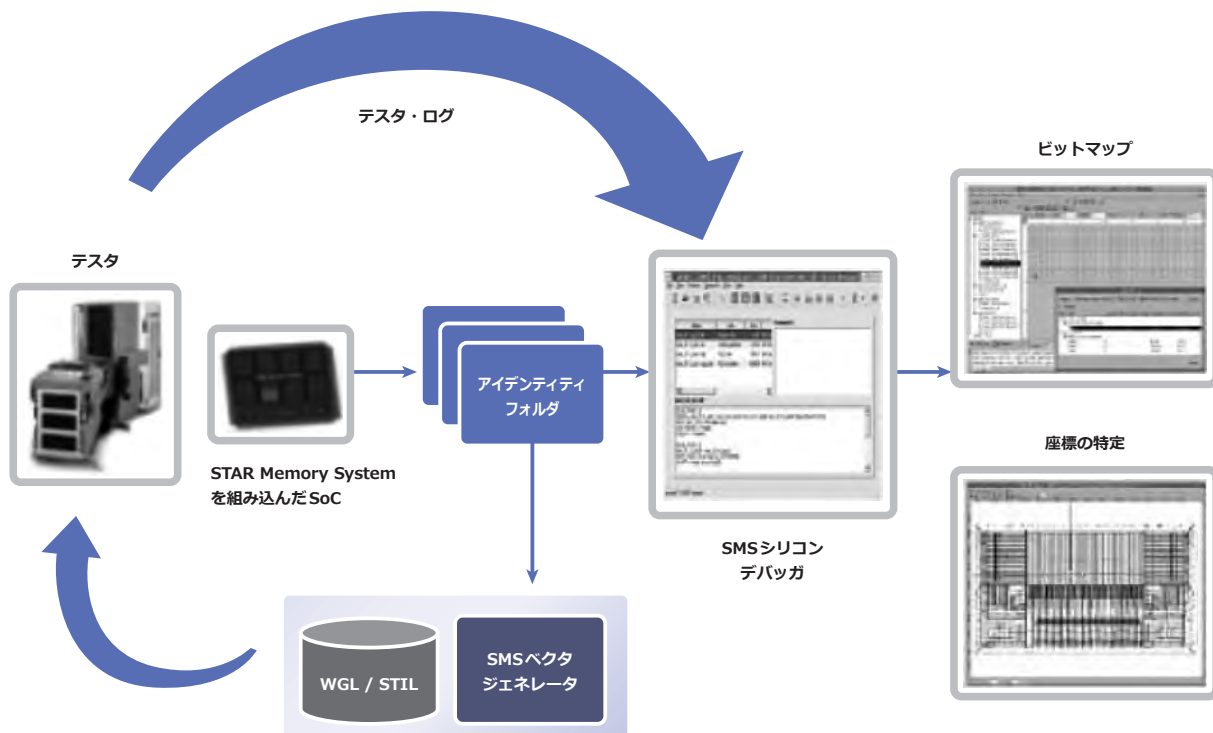 テスタ・ログ
ビットマップ
テスタ
アイデンティティ
フォルダ
座標の特定
STAR Memory System
を組み込んだSoC
SMSシリコン
デバッガ
WGL / STIL
SMSベクタ
ジェネレータ